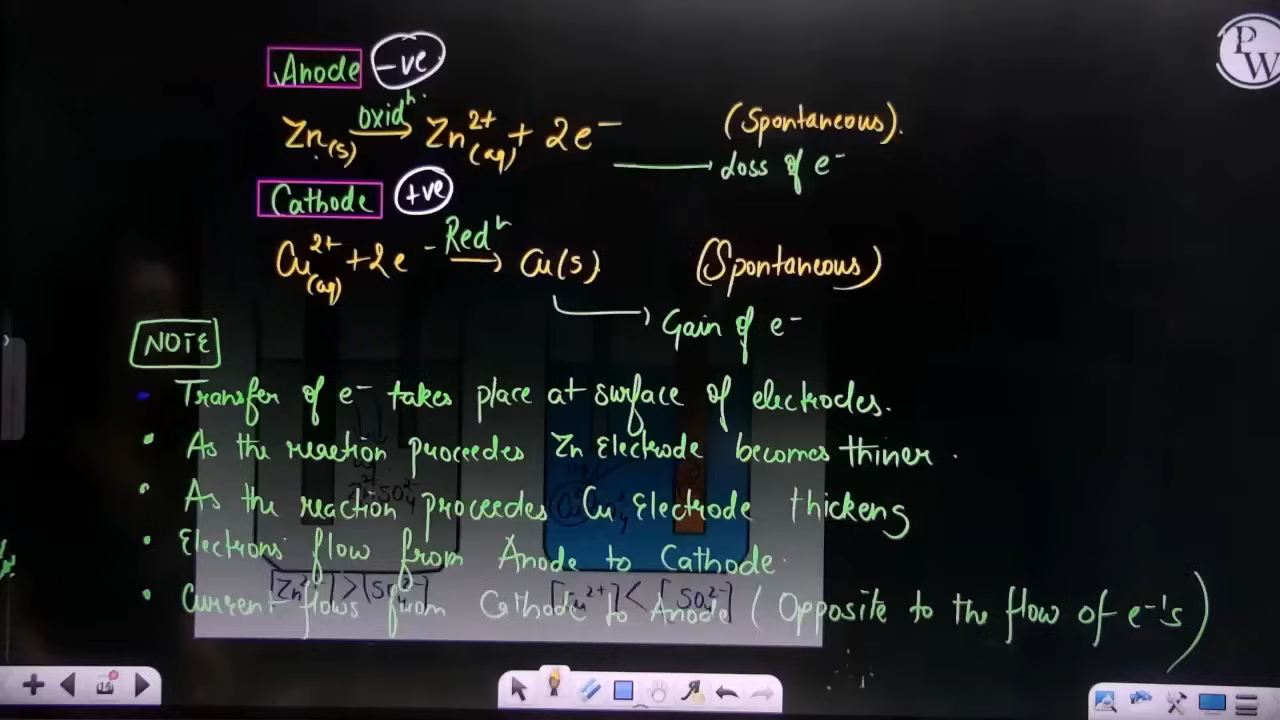 PW
Anode -ve
Zn(s) →(Oxidⁿ.) Zn²⁺(aq) + 2e⁻ (Spontaneous).
→ Loss of e⁻
Cathode +ve
Cu²⁺(aq) + 2e⁻ →(Redⁿ) Cu(s) (Spontaneous)
→ Gain of e⁻
NOTE
Transfer of e⁻ takes place at surface of electrodes.
• As the reaction proceedes Zn Electrode becomes thiner.
• As the reaction proceedes Cu Electrode thickens
• Electrons flow from Anode to Cathode.
[Zn²⁺] > [SO₄²⁻] [Cu²⁺] < [SO₄²⁻]
• Current flows from Cathode to Anode (Opposite to the flow of e⁻'s)